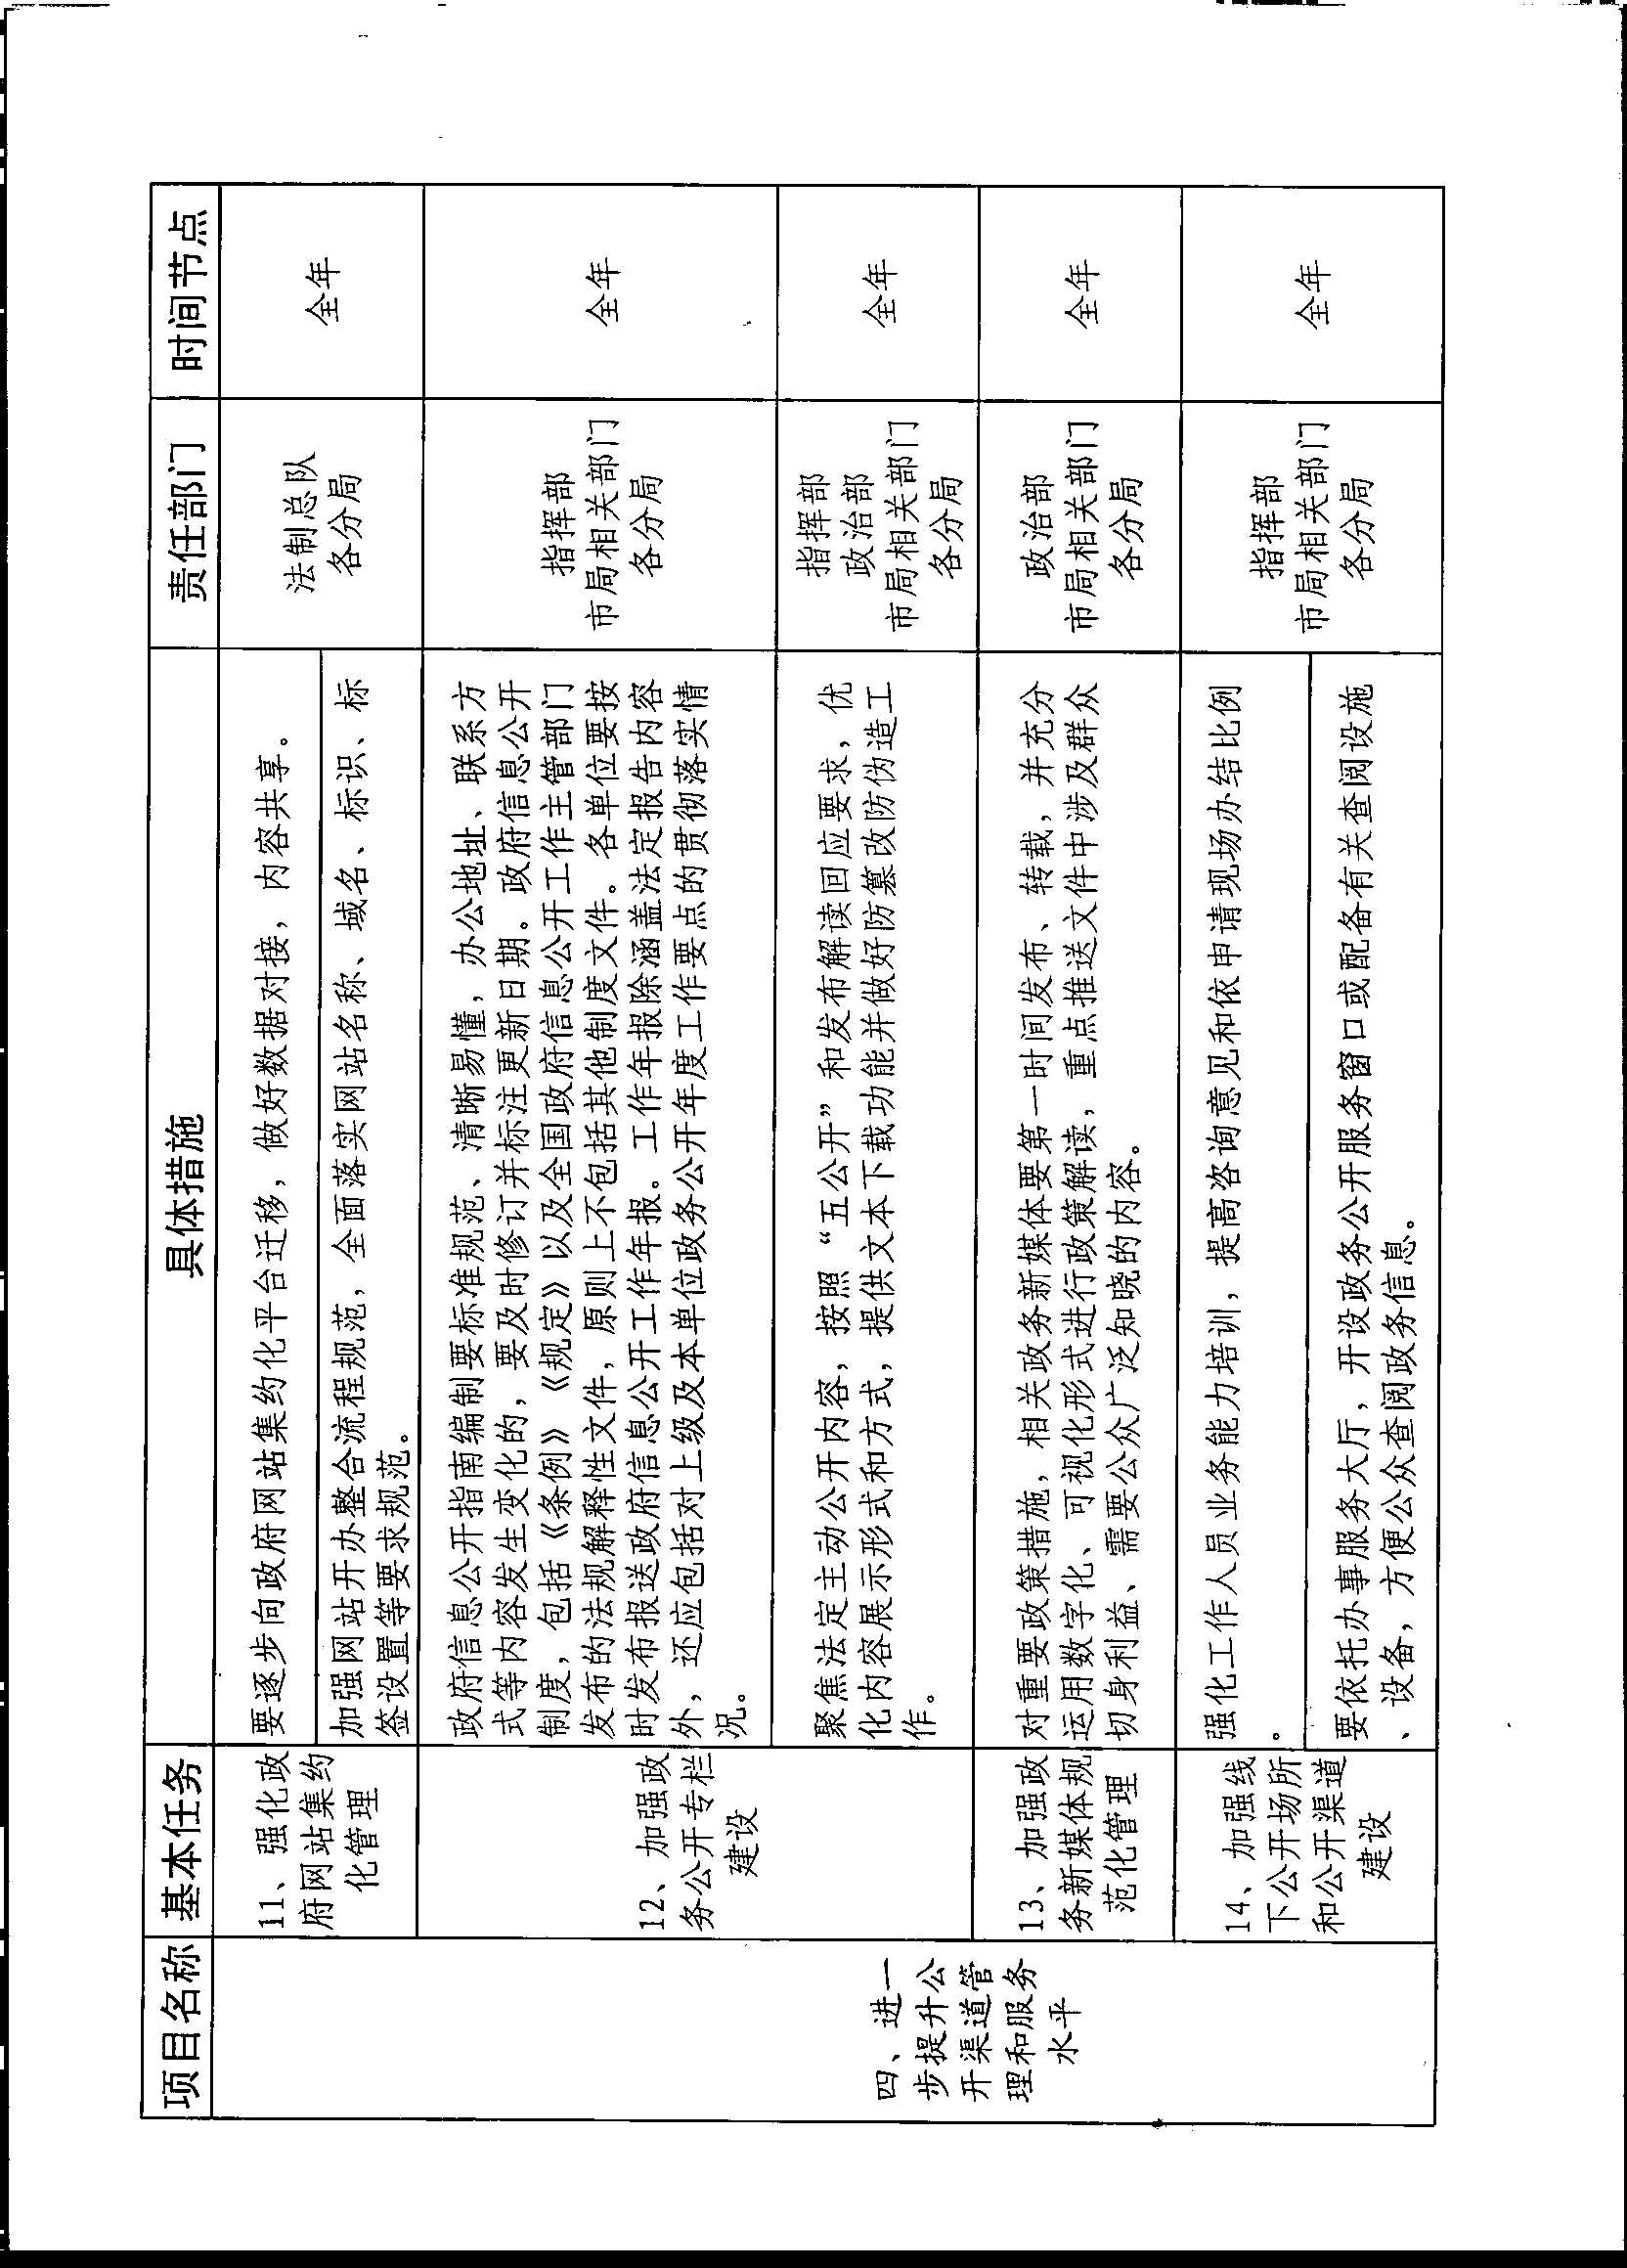 项目名称
基本任务
具体措施
责任部门
时间节点
四、进一
步提升公
开渠道管
理和服务
水平
11、强化政
府网站集约
化管理
要逐步向政府网站集约化平台迁移，做好数据对接，内容共享。
加强网站开办整合流程规范，全面落实网站名称、域名、标识、标
签设置等要求规范。
法制总队
各分局
全年
12、加强政
务公开专栏
建设
政府信息公开指南编制要标准规范、清晰易懂，办公地址、联系方
式等内容发生变化的，要及时修订并标注更新日期。政府信息公开
制度，包括《条例》《规定》以及全国政府信息公开工作主管部门
发布的法规解释性文件，原则上不包括其他制度文件。各单位要按
时发布报送政府信息公开工作年报。工作年报除涵盖法定报告内容
外，还应包括对上级及本单位政务公开年度工作要点的贯彻落实情
况。
指挥部
市局相关部门
各分局
全年
聚焦法定主动公开内容，按照“五公开”和发布解读回应要求，优
化内容展示形式和方式，提供文本下载功能并做好防篡改防伪造工
作。
指挥部
政治部
市局相关部门
各分局
全年
13、加强政
务新媒体规
范化管理
对重要政策措施，相关政务新媒体要第一时间发布、转载，并充分
运用数字化、可视化形式进行政策解读，重点推送文件中涉及群众
切身利益、需要公众广泛知晓的内容。
政治部
市局相关部门
各分局
全年
14、加强线
下公开场所
和公开渠道
建设
强化工作人员业务能力培训，提高咨询意见和依申请现场办结比例
。
要依托办事服务大厅，开设政务公开服务窗口或配备有关查阅设施
、设备，方便公众查阅政务信息。
指挥部
市局相关部门
各分局
全年